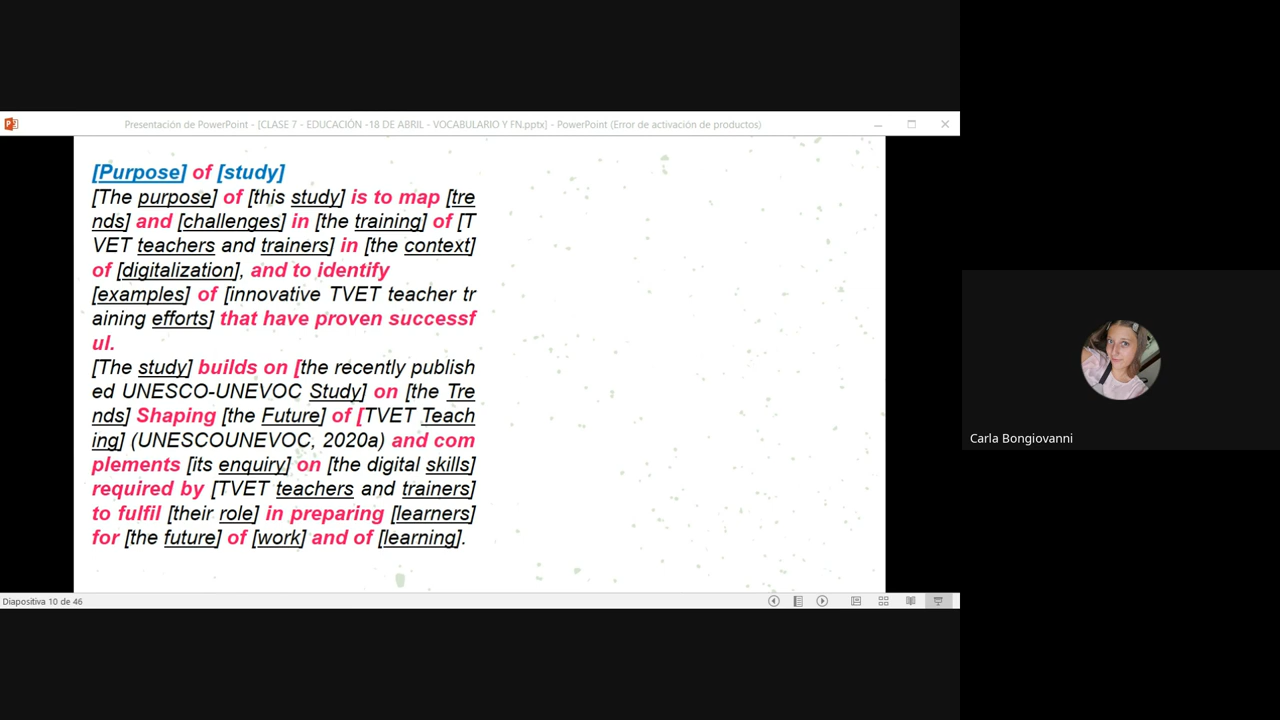 Presentación de PowerPoint - [CLASE 7 - EDUCACIÓN -18 DE ABRIL - VOCABULARIO Y FN.pptx] - PowerPoint (Error de activación de productos)
[Purpose] of [study]
[The purpose] of [this study] is to map [tre
nds] and [challenges] in [the training] of [T
VET teachers and trainers] in [the context]
of [digitalization], and to identify
[examples] of [innovative TVET teacher tr
aining efforts] that have proven successf
ul.
[The study] builds on [the recently publish
ed UNESCO-UNEVOC Study] on [the Tre
nds] Shaping [the Future] of [TVET Teach
ing] (UNESCOUNEVOC, 2020a) and com
plements [its enquiry] on [the digital skills]
required by [TVET teachers and trainers]
to fulfil [their role] in preparing [learners]
for [the future] of [work] and of [learning].
Carla Bongiovanni
Diapositiva 10 de 46